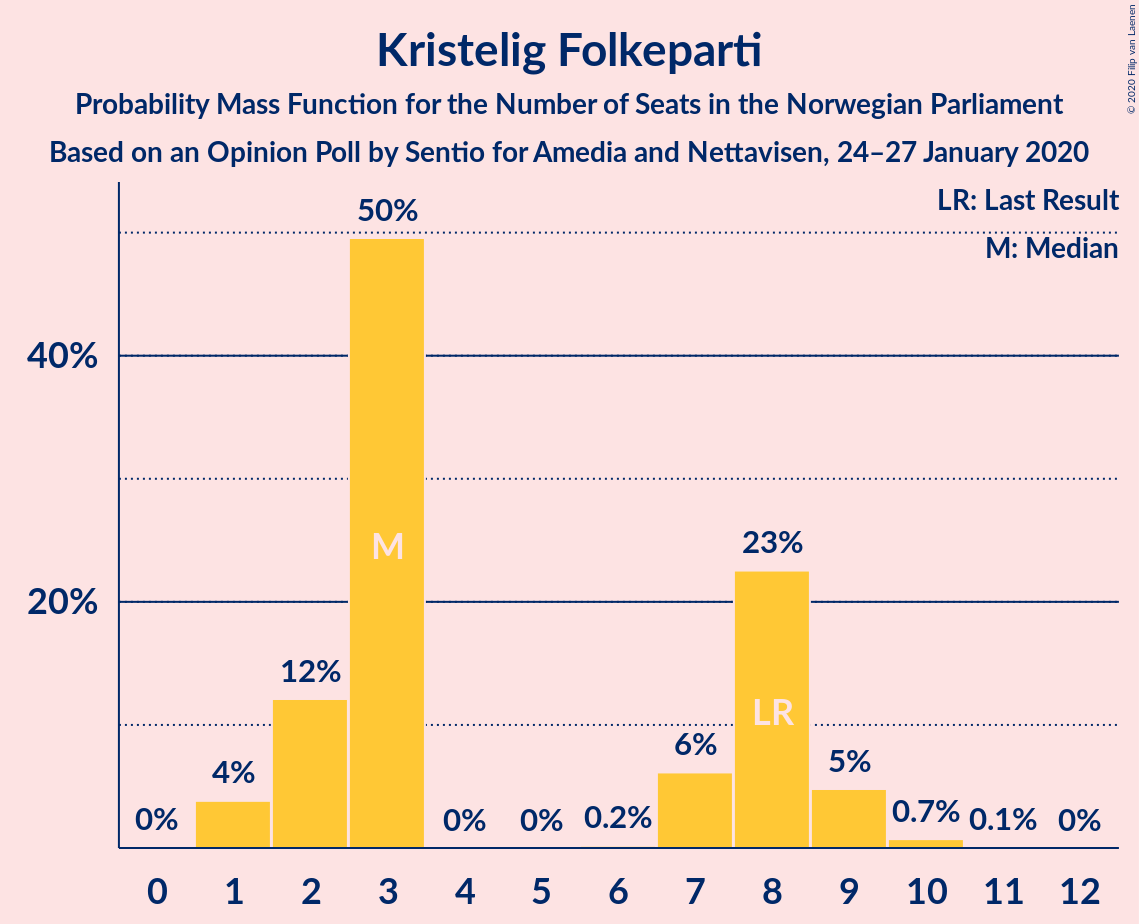 Kristelig Folkeparti
Probability Mass Function for the Number of Seats in the Norwegian Parliament
Based on an Opinion Poll by Sentio for Amedia and Nettavisen, 24–27 January 2020
© 2020 Filip van Laenen
LR: Last Result
M: Median
50%
40%
M
23%
20%
12%
LR
6%
5%
4%
0%
0%
0%
0.2%
0.7%
0.1%
0%
0 1 2 3 4 5 6 7 8 9 10 11 12